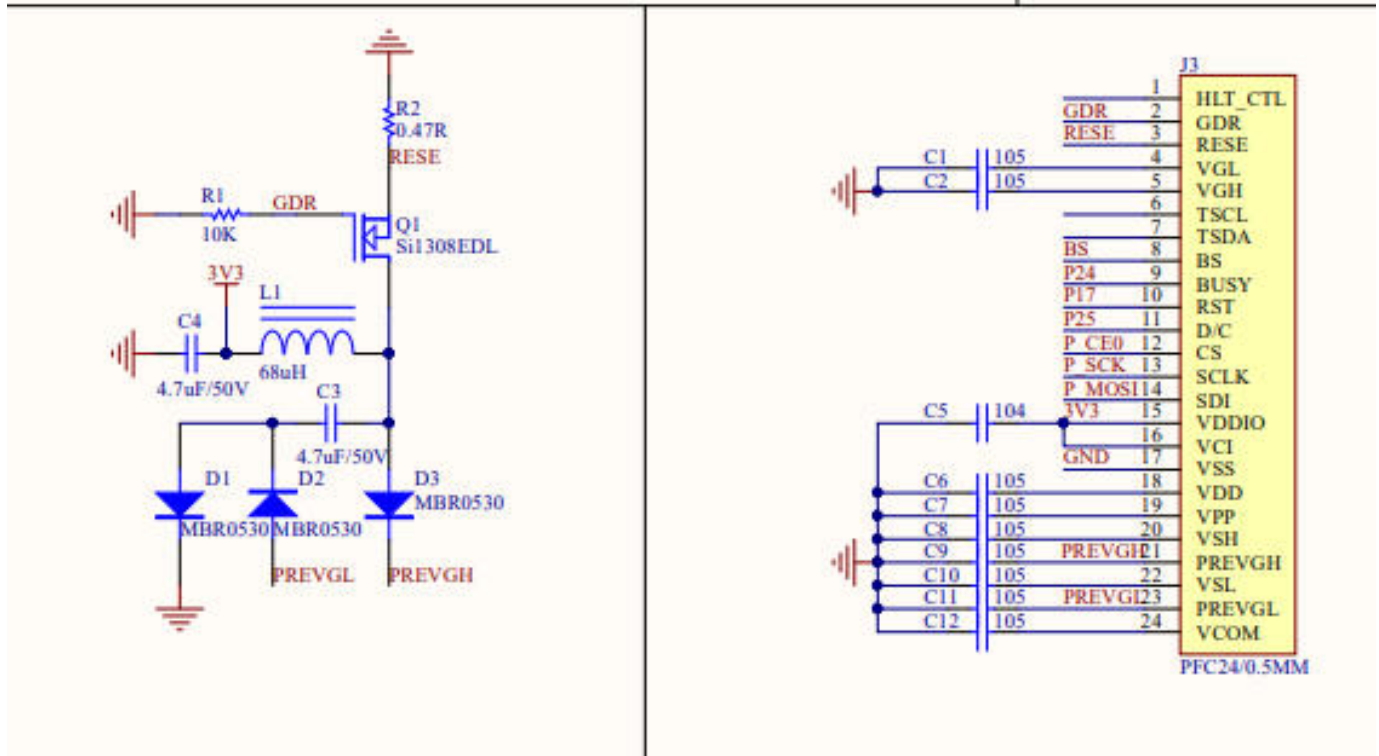 R2
0.47R
RESE
R1
GDR
10K
Q1
Si1308EDL
3V3
L1
C4
68uH
4.7uF/50V
C3
4.7uF/50V
D1
D2
D3
MBR0530
MBR0530
MBR0530
PREVGL
PREVGH
J3
1 HLT_CTL
GDR 2 GDR
RESE 3 RESE
C1 105 4 VGL
C2 105 5 VGH
6 TSCL
7 TSDA
BS 8 BS
P24 9 BUSY
P17 10 RST
P25 11 D/C
P_CE0 12 CS
P_SCK 13 SCLK
P_MOSI 14 SDI
C5 104 3V3 15 VDDIO
16 VCI
GND 17 VSS
C6 105 18 VDD
C7 105 19 VPP
C8 105 20 VSH
C9 105 PREVGH 21 PREVGH
C10 105 22 VSL
C11 105 PREVGL 23 PREVGL
C12 105 24 VCOM
PFC24/0.5MM